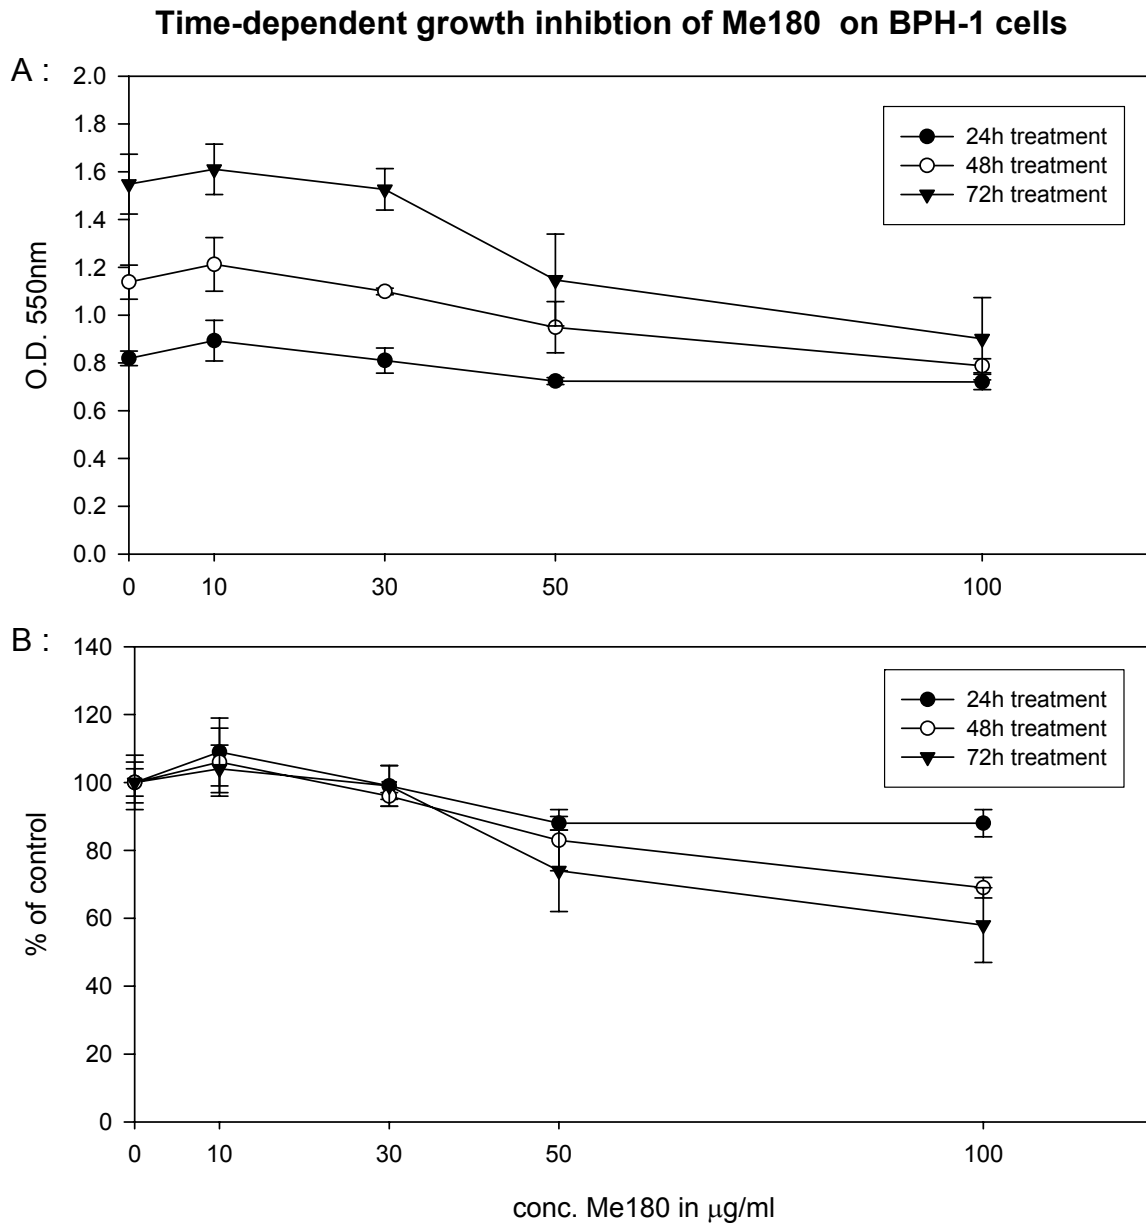 Time-dependent growth inhibtion of Me180 on BPH-1 cells
A :
2.0
1.8
1.6
1.4
1.2
1.0
0.8
0.6
0.4
0.2
0.0
O.D. 550nm
24h treatment
48h treatment
72h treatment
0 10 30 50 100
B :
140
120
100
80
60
40
20
0
% of control
24h treatment
48h treatment
72h treatment
0 10 30 50 100
conc. Me180 in μg/ml